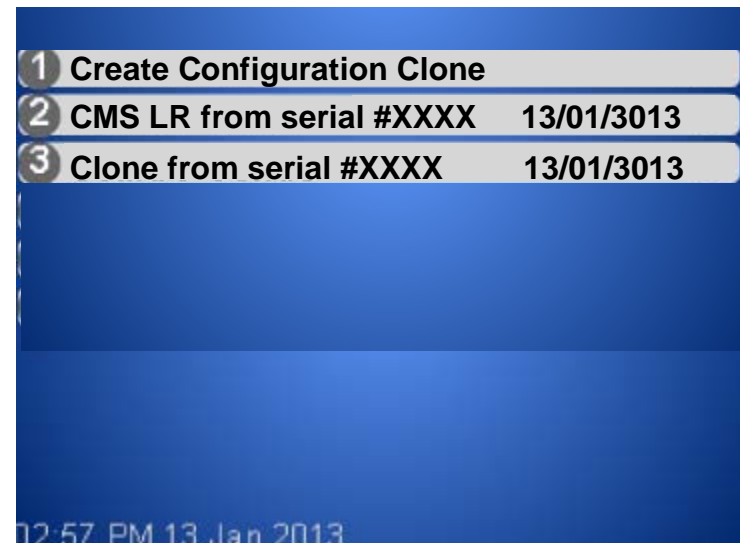 1 Create Configuration Clone
2 CMS LR from serial #XXXX 13/01/3013
3 Clone from serial #XXXX 13/01/3013
02:57 PM 13 Jan 2013